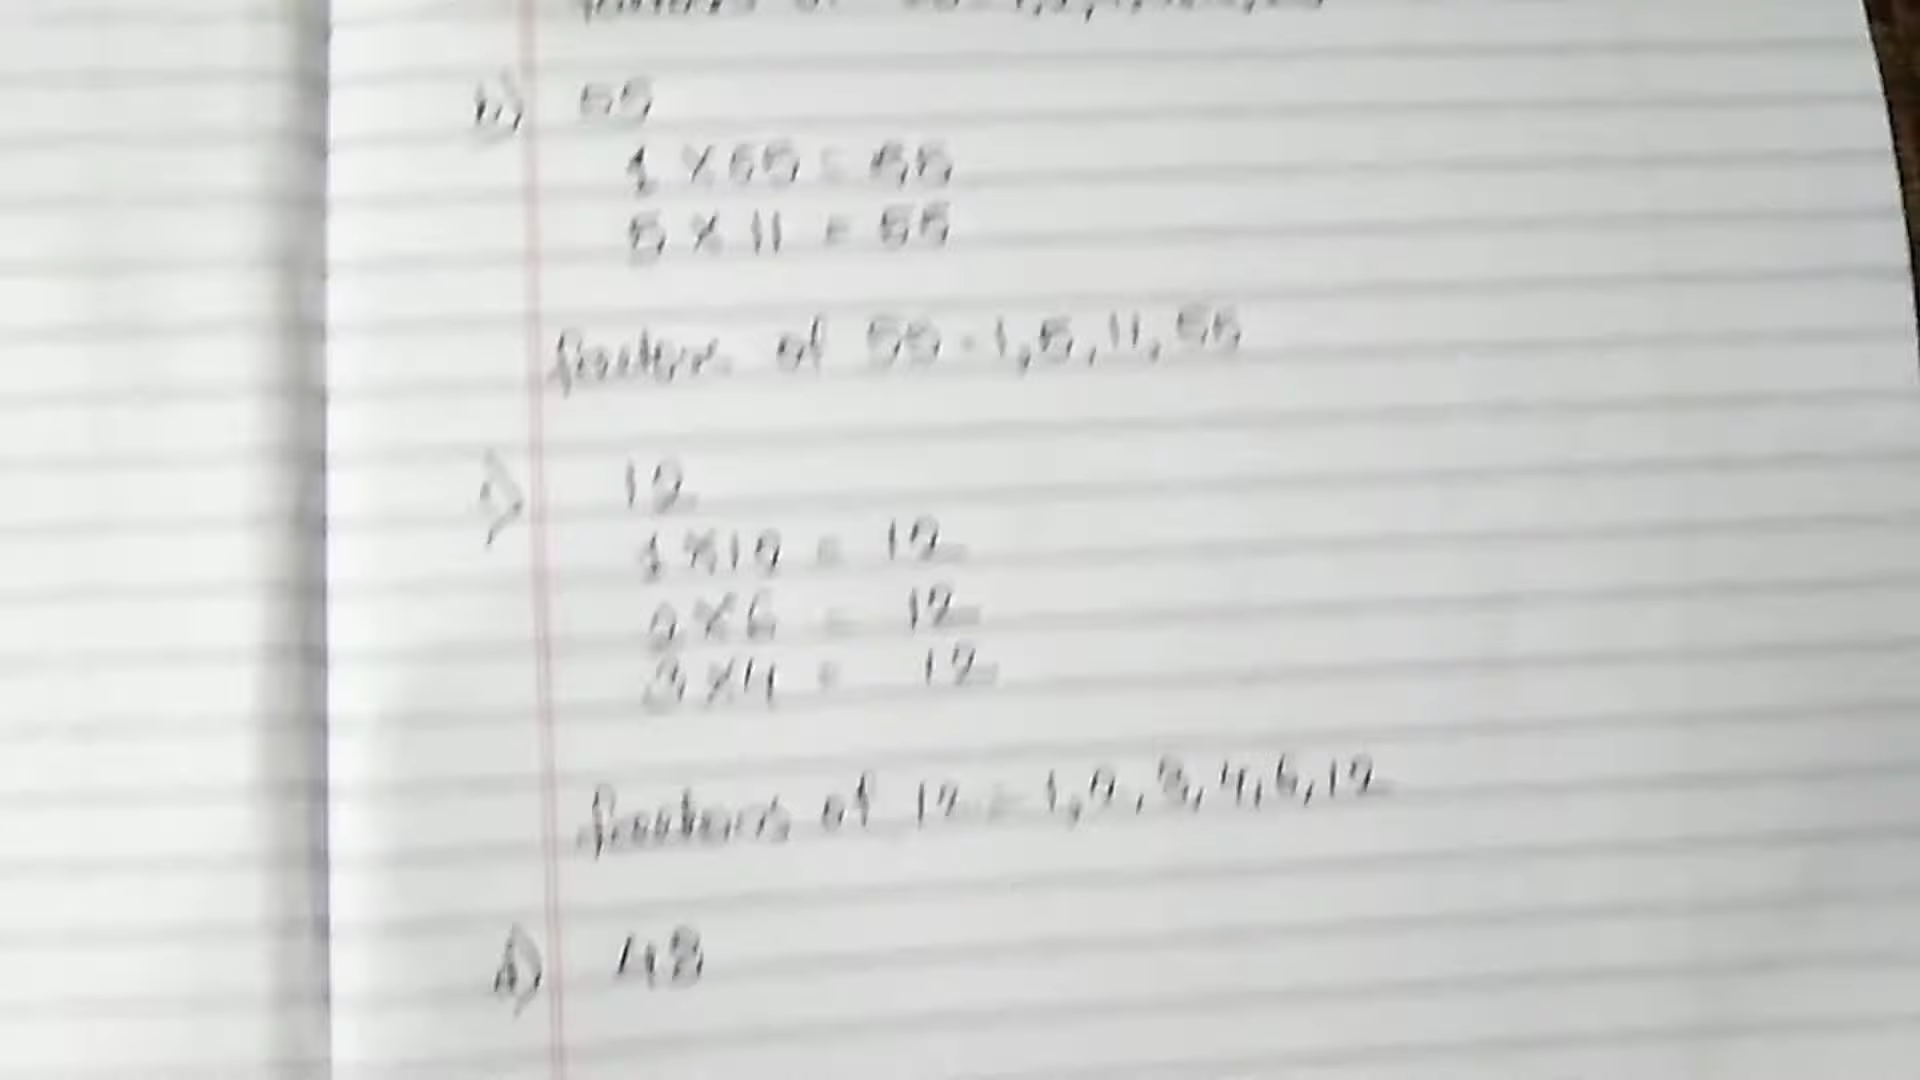 b) 55
1 × 55 = 55
5 × 11 = 55
factors of 55 = 1, 5, 11, 55
c) 12
1 × 12 = 12
2 × 6 = 12
3 × 4 = 12
factors of 12 = 1, 2, 3, 4, 6, 12
d) 48